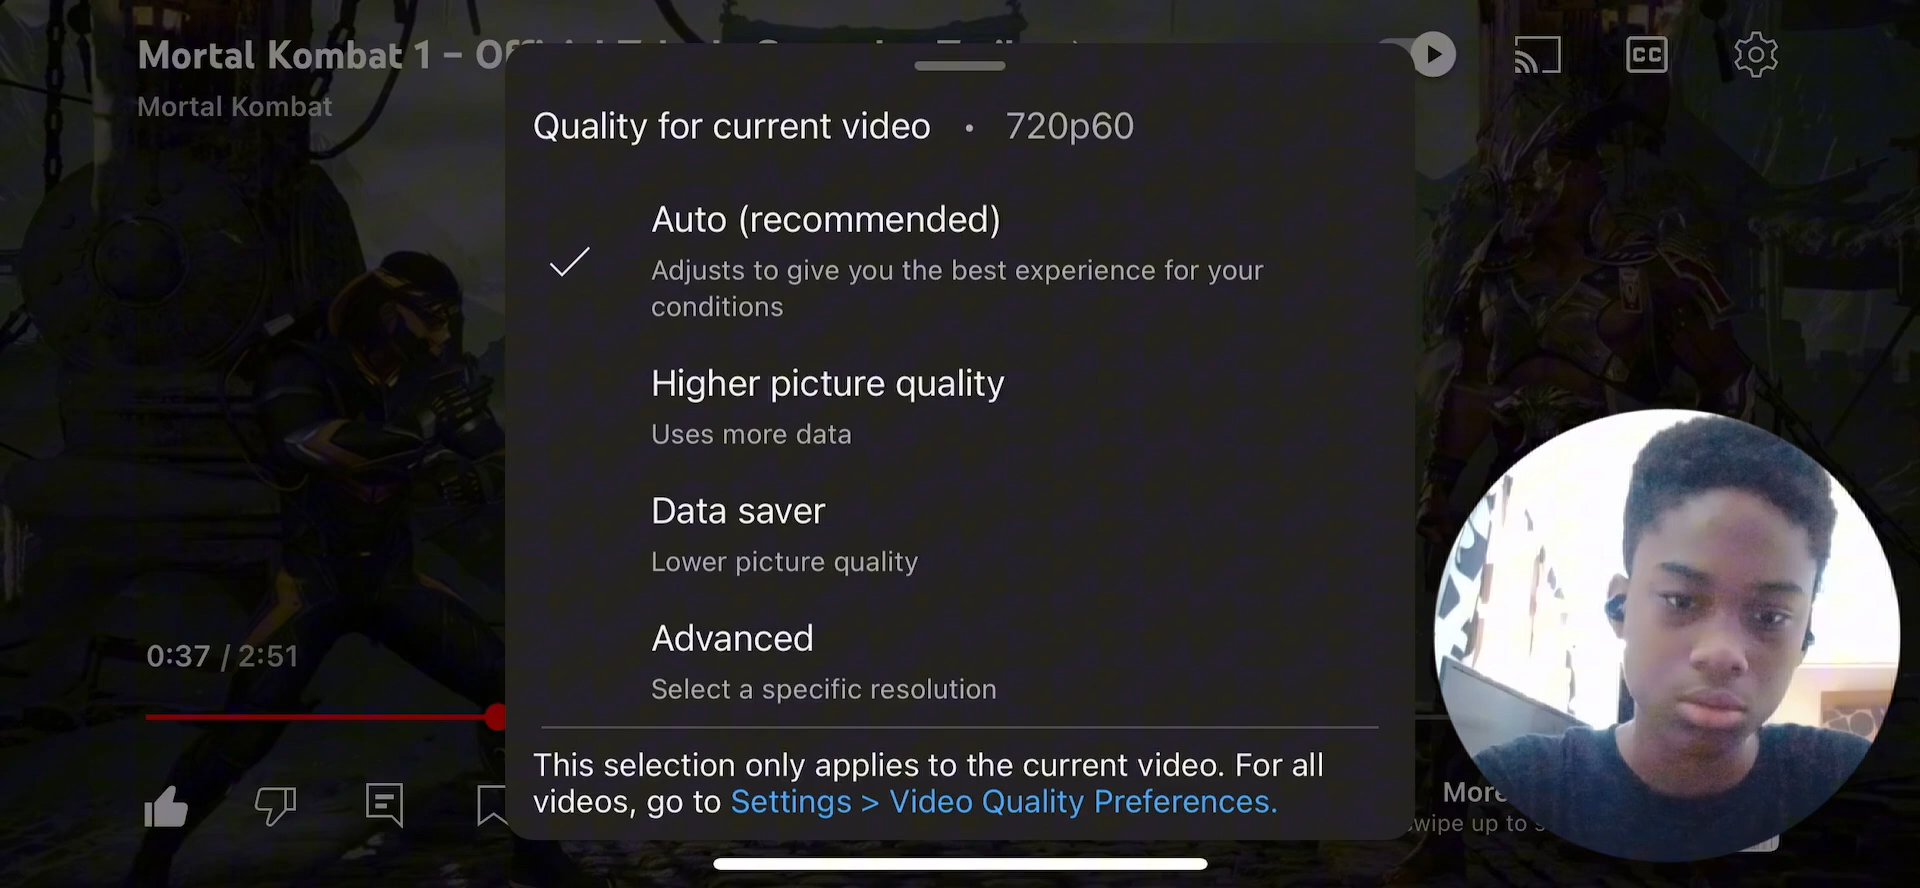 Mortal Kombat 1 – Of
Mortal Kombat
CC
Quality for current video • 720p60
Auto (recommended)
Adjusts to give you the best experience for your
conditions
Higher picture quality
Uses more data
Data saver
Lower picture quality
Advanced
Select a specific resolution
0:37 / 2:51
This selection only applies to the current video. For all
videos, go to Settings > Video Quality Preferences.
More
swipe up to s